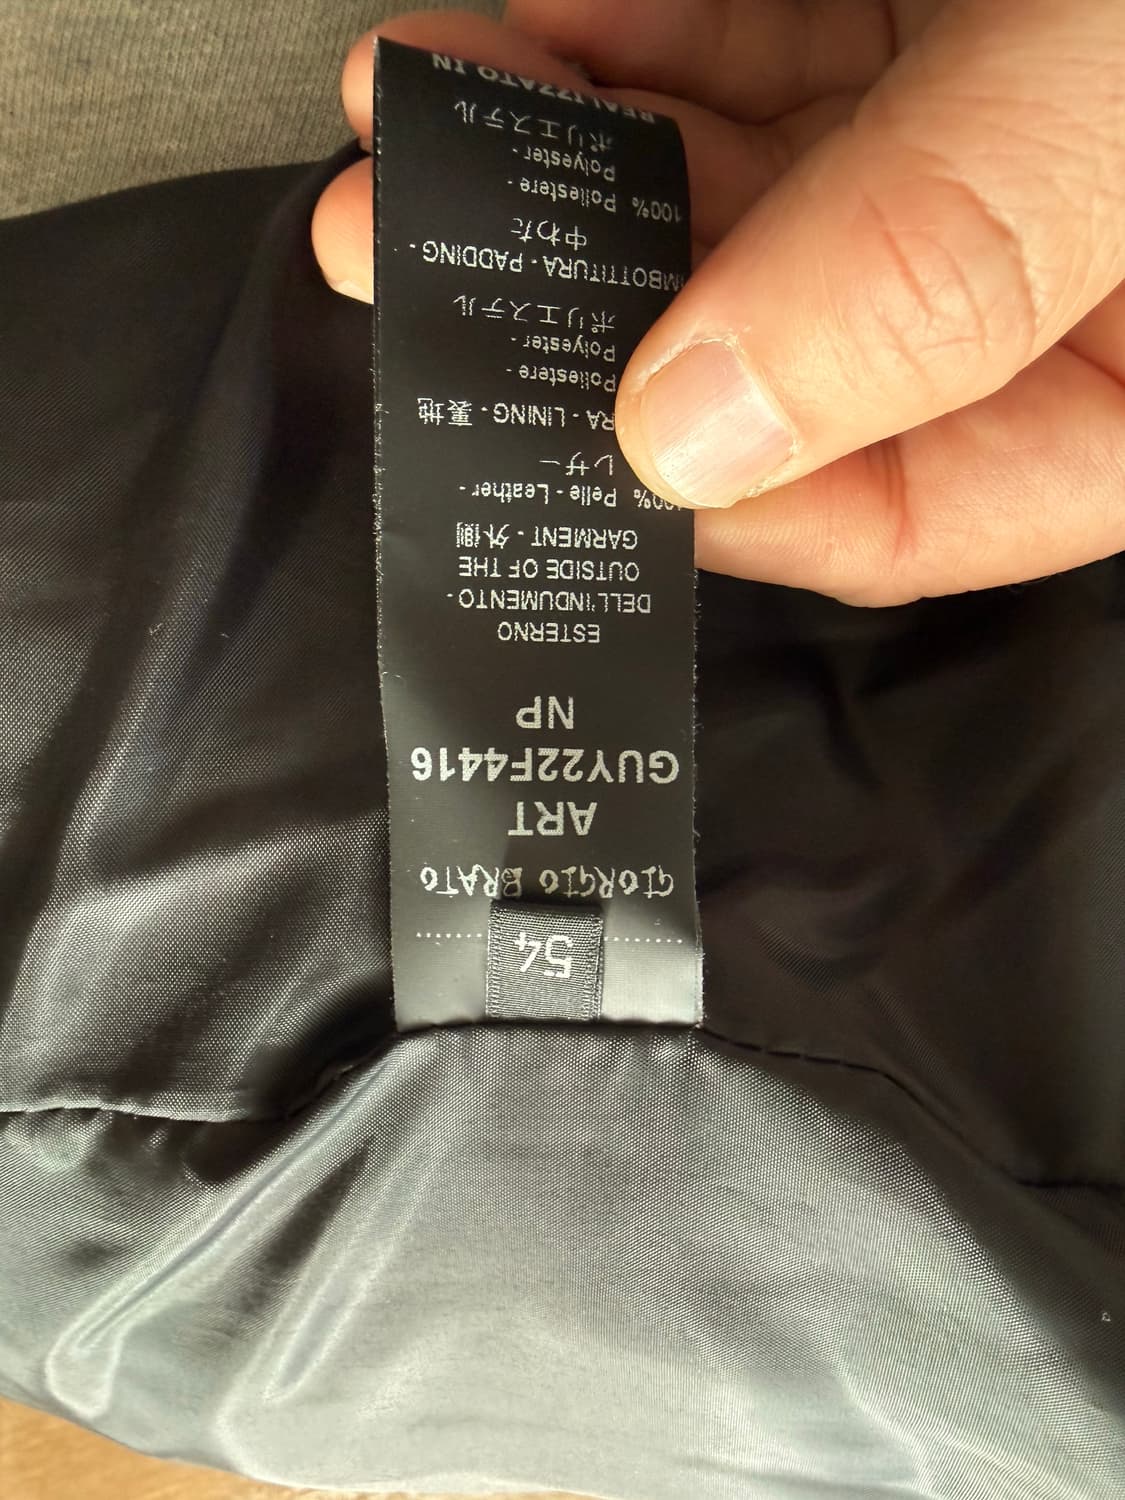 54
GIORGIO BRATO
ART
GUY22F4416
NP
ESTERNO
DELL'INDUMENTO -
OUTSIDE OF THE
GARMENT - 外側
100% Pelle - Leather -
レザー
RA - LINING - 裏地
Poliestere -
Polyester -
ポリエステル
IMBOTTITURA - PADDING -
中わた
100% Poliestere -
Polyester -
ポリエステル
REALIZZATO IN